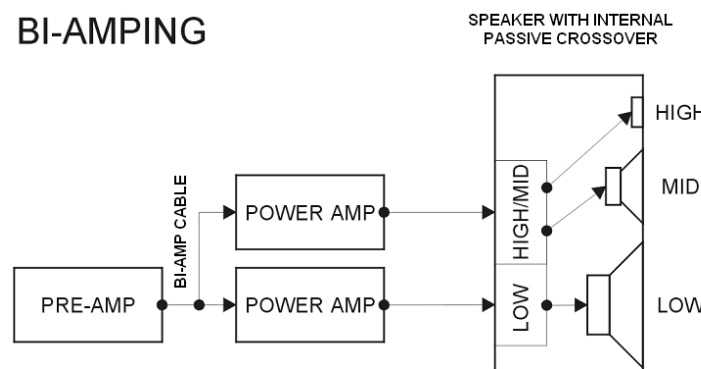 BI-AMPING
SPEAKER WITH INTERNAL
PASSIVE CROSSOVER
HIGH
BI-AMP CABLE
POWER AMP
HIGH/MID
MID
PRE-AMP
POWER AMP
LOW
LOW